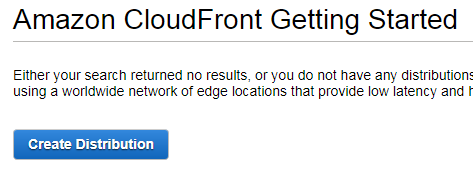 Amazon CloudFront Getting Started
Either your search returned no results, or you do not have any distributions
using a worldwide network of edge locations that provide low latency and
Create Distribution